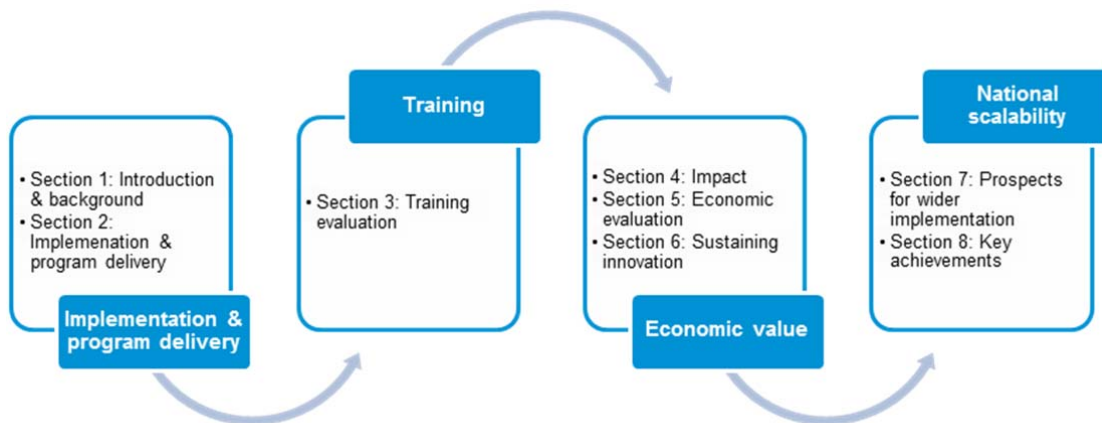 • Section 1: Introduction
& background
• Section 2:
Implemenation &
program delivery
Implementation &
program delivery
Training
• Section 3: Training
evaluation
• Section 4: Impact
• Section 5: Economic
evaluation
• Section 6: Sustaining
innovation
Economic value
National
scalability
• Section 7: Prospects
for wider
implementation
• Section 8: Key
achievements